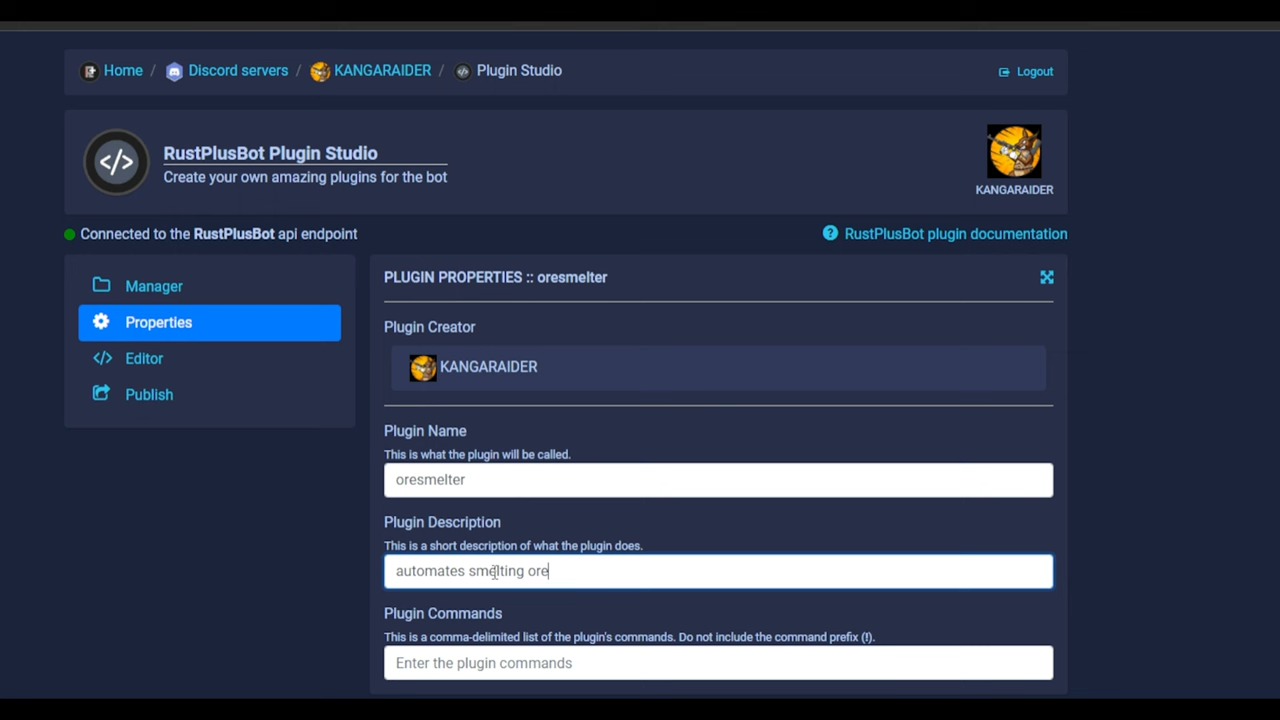 Home / Discord servers / KANGARAIDER / Plugin Studio
Logout
RustPlusBot Plugin Studio
Create your own amazing plugins for the bot
KANGARAIDER
Connected to the RustPlusBot api endpoint
RustPlusBot plugin documentation
Manager
Properties
Editor
Publish
PLUGIN PROPERTIES :: oresmelter
Plugin Creator
KANGARAIDER
Plugin Name
This is what the plugin will be called.
oresmelter
Plugin Description
This is a short description of what the plugin does.
automates smelting ore
Plugin Commands
This is a comma-delimited list of the plugin's commands. Do not include the command prefix (!).
Enter the plugin commands